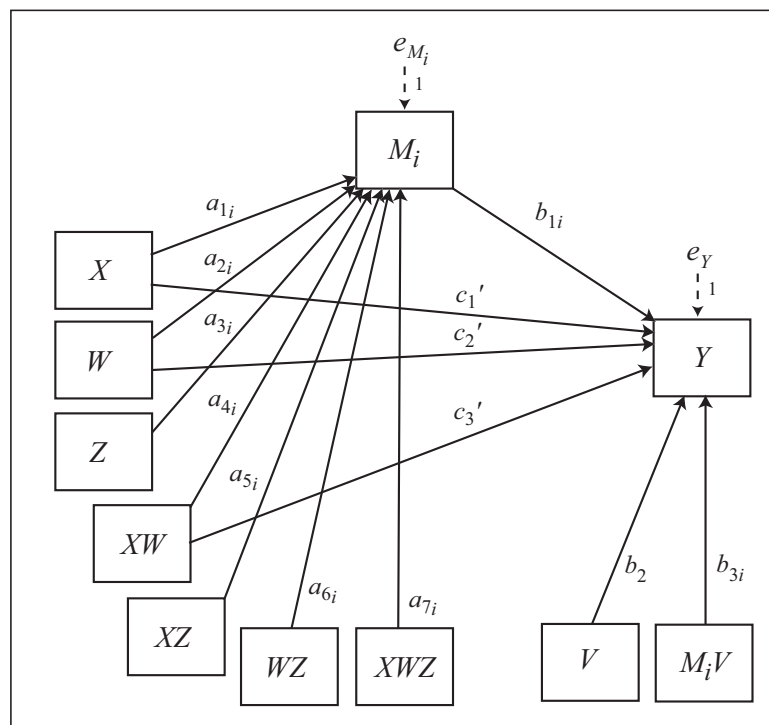 e_{M_i}
1
M_i
a_{1i}
b_{1i}
a_{2i}
X
e_Y
1
c_1′
a_{3i}
c_2′
W
Y
a_{4i}
c_3′
Z
a_{5i}
XW
b_2
b_{3i}
a_{6i}
a_{7i}
XZ
WZ
XWZ
V
M_iV